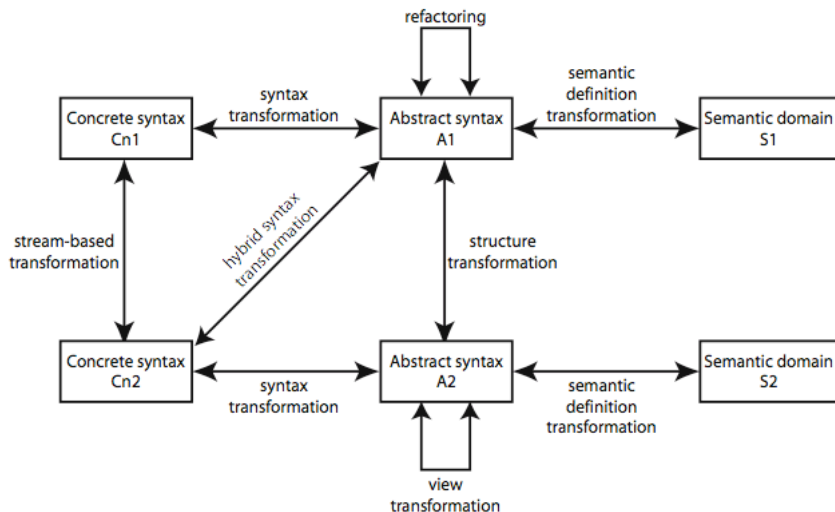 refactoring
syntax
transformation
semantic
definition
transformation
Concrete syntax
Cn1
Abstract syntax
A1
Semantic domain
S1
stream-based
transformation
hybrid syntax
transformation
structure
transformation
Concrete syntax
Cn2
Abstract syntax
A2
Semantic domain
S2
syntax
transformation
semantic
definition
transformation
view
transformation